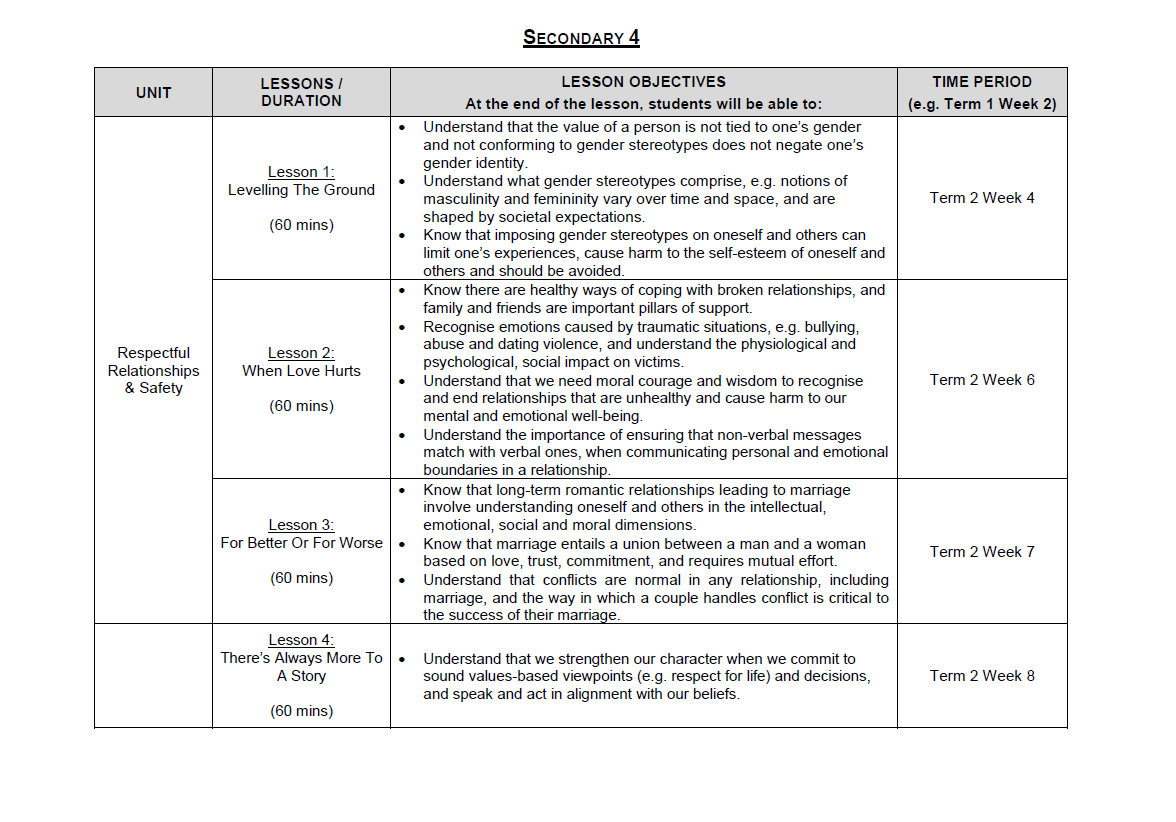 SECONDARY 4
UNIT
LESSONS /
DURATION
LESSON OBJECTIVES
At the end of the lesson, students will be able to:
TIME PERIOD
(e.g. Term 1 Week 2)
Respectful
Relationships
& Safety
Lesson 1:
Levelling The Ground
(60 mins)
• Understand that the value of a person is not tied to one’s gender
and not conforming to gender stereotypes does not negate one’s
gender identity.
• Understand what gender stereotypes comprise, e.g. notions of
masculinity and femininity vary over time and space, and are
shaped by societal expectations.
• Know that imposing gender stereotypes on oneself and others can
limit one’s experiences, cause harm to the self-esteem of oneself and
others and should be avoided.
Term 2 Week 4
Lesson 2:
When Love Hurts
(60 mins)
• Know there are healthy ways of coping with broken relationships, and
family and friends are important pillars of support.
• Recognise emotions caused by traumatic situations, e.g. bullying,
abuse and dating violence, and understand the physiological and
psychological, social impact on victims.
• Understand that we need moral courage and wisdom to recognise
and end relationships that are unhealthy and cause harm to our
mental and emotional well-being.
• Understand the importance of ensuring that non-verbal messages
match with verbal ones, when communicating personal and emotional
boundaries in a relationship.
Term 2 Week 6
Lesson 3:
For Better Or For Worse
(60 mins)
• Know that long-term romantic relationships leading to marriage
involve understanding oneself and others in the intellectual,
emotional, social and moral dimensions.
• Know that marriage entails a union between a man and a woman
based on love, trust, commitment, and requires mutual effort.
• Understand that conflicts are normal in any relationship, including
marriage, and the way in which a couple handles conflict is critical to
the success of their marriage.
Term 2 Week 7
Lesson 4:
There’s Always More To
A Story
(60 mins)
• Understand that we strengthen our character when we commit to
sound values-based viewpoints (e.g. respect for life) and decisions,
and speak and act in alignment with our beliefs.
Term 2 Week 8